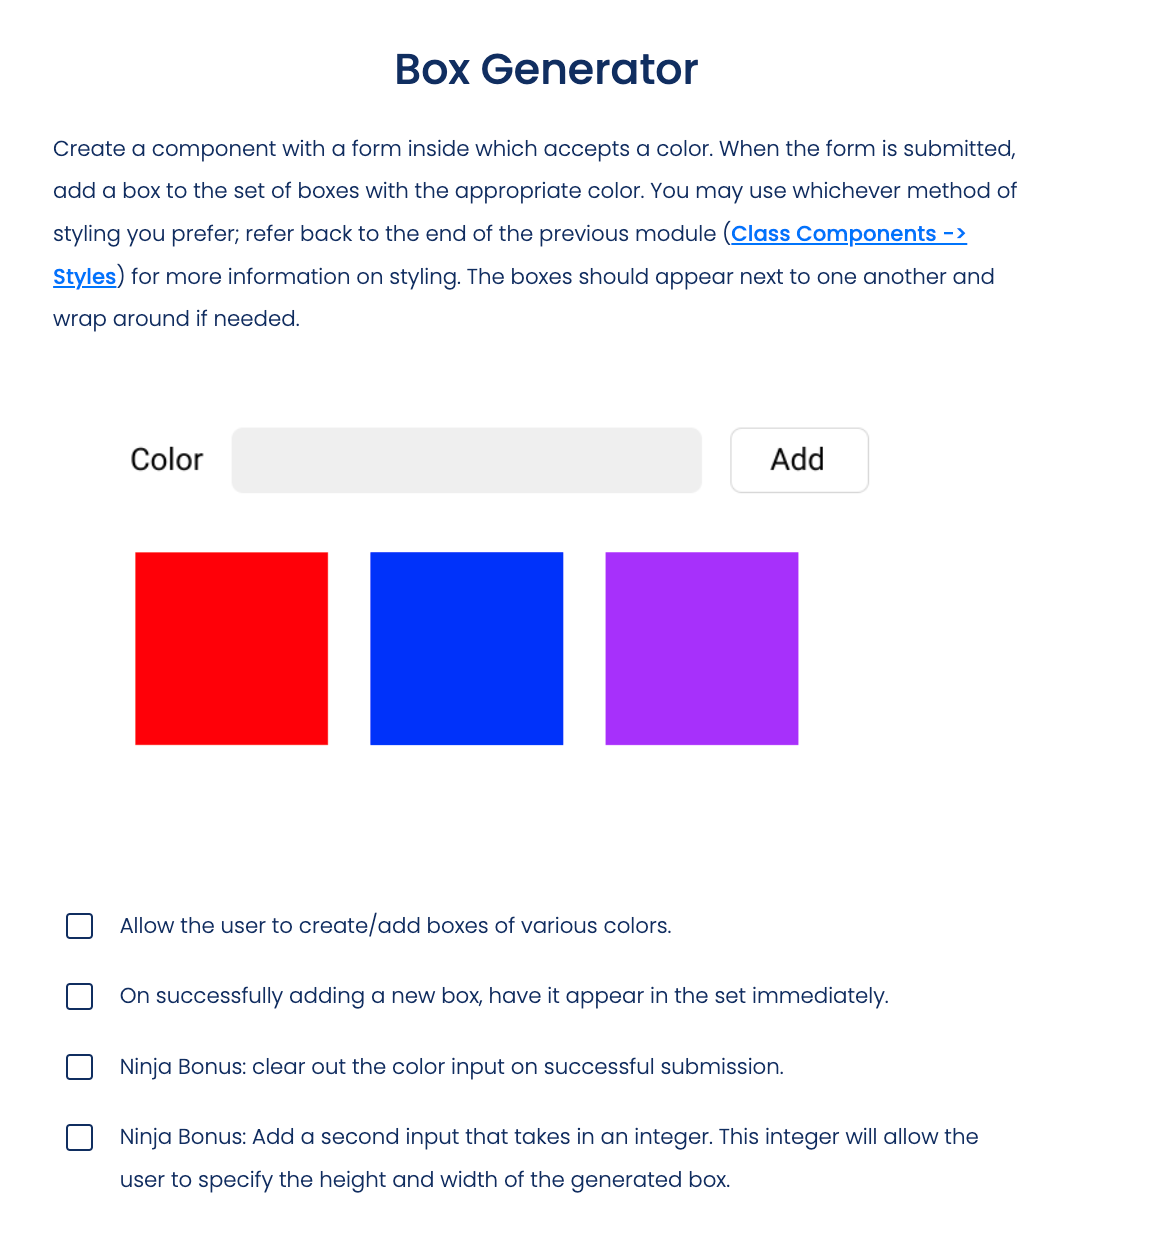 Box Generator
Create a component with a form inside which accepts a color. When the form is submitted,
add a box to the set of boxes with the appropriate color. You may use whichever method of
styling you prefer; refer back to the end of the previous module (Class Components ->
Styles) for more information on styling. The boxes should appear next to one another and
wrap around if needed.
Color Add
Allow the user to create/add boxes of various colors.
On successfully adding a new box, have it appear in the set immediately.
Ninja Bonus: clear out the color input on successful submission.
Ninja Bonus: Add a second input that takes in an integer. This integer will allow the
user to specify the height and width of the generated box.